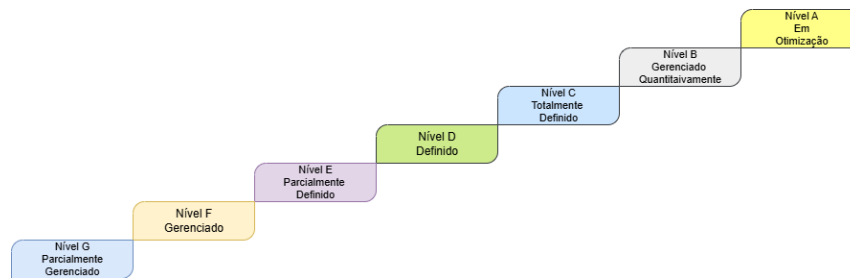 Nível A
Em
Otimização
Nível B
Gerenciado
Quantitaivamente
Nível C
Totalmente
Definido
Nível D
Definido
Nível E
Parcialmente
Definido
Nível F
Gerenciado
Nível G
Parcialmente
Gerenciado